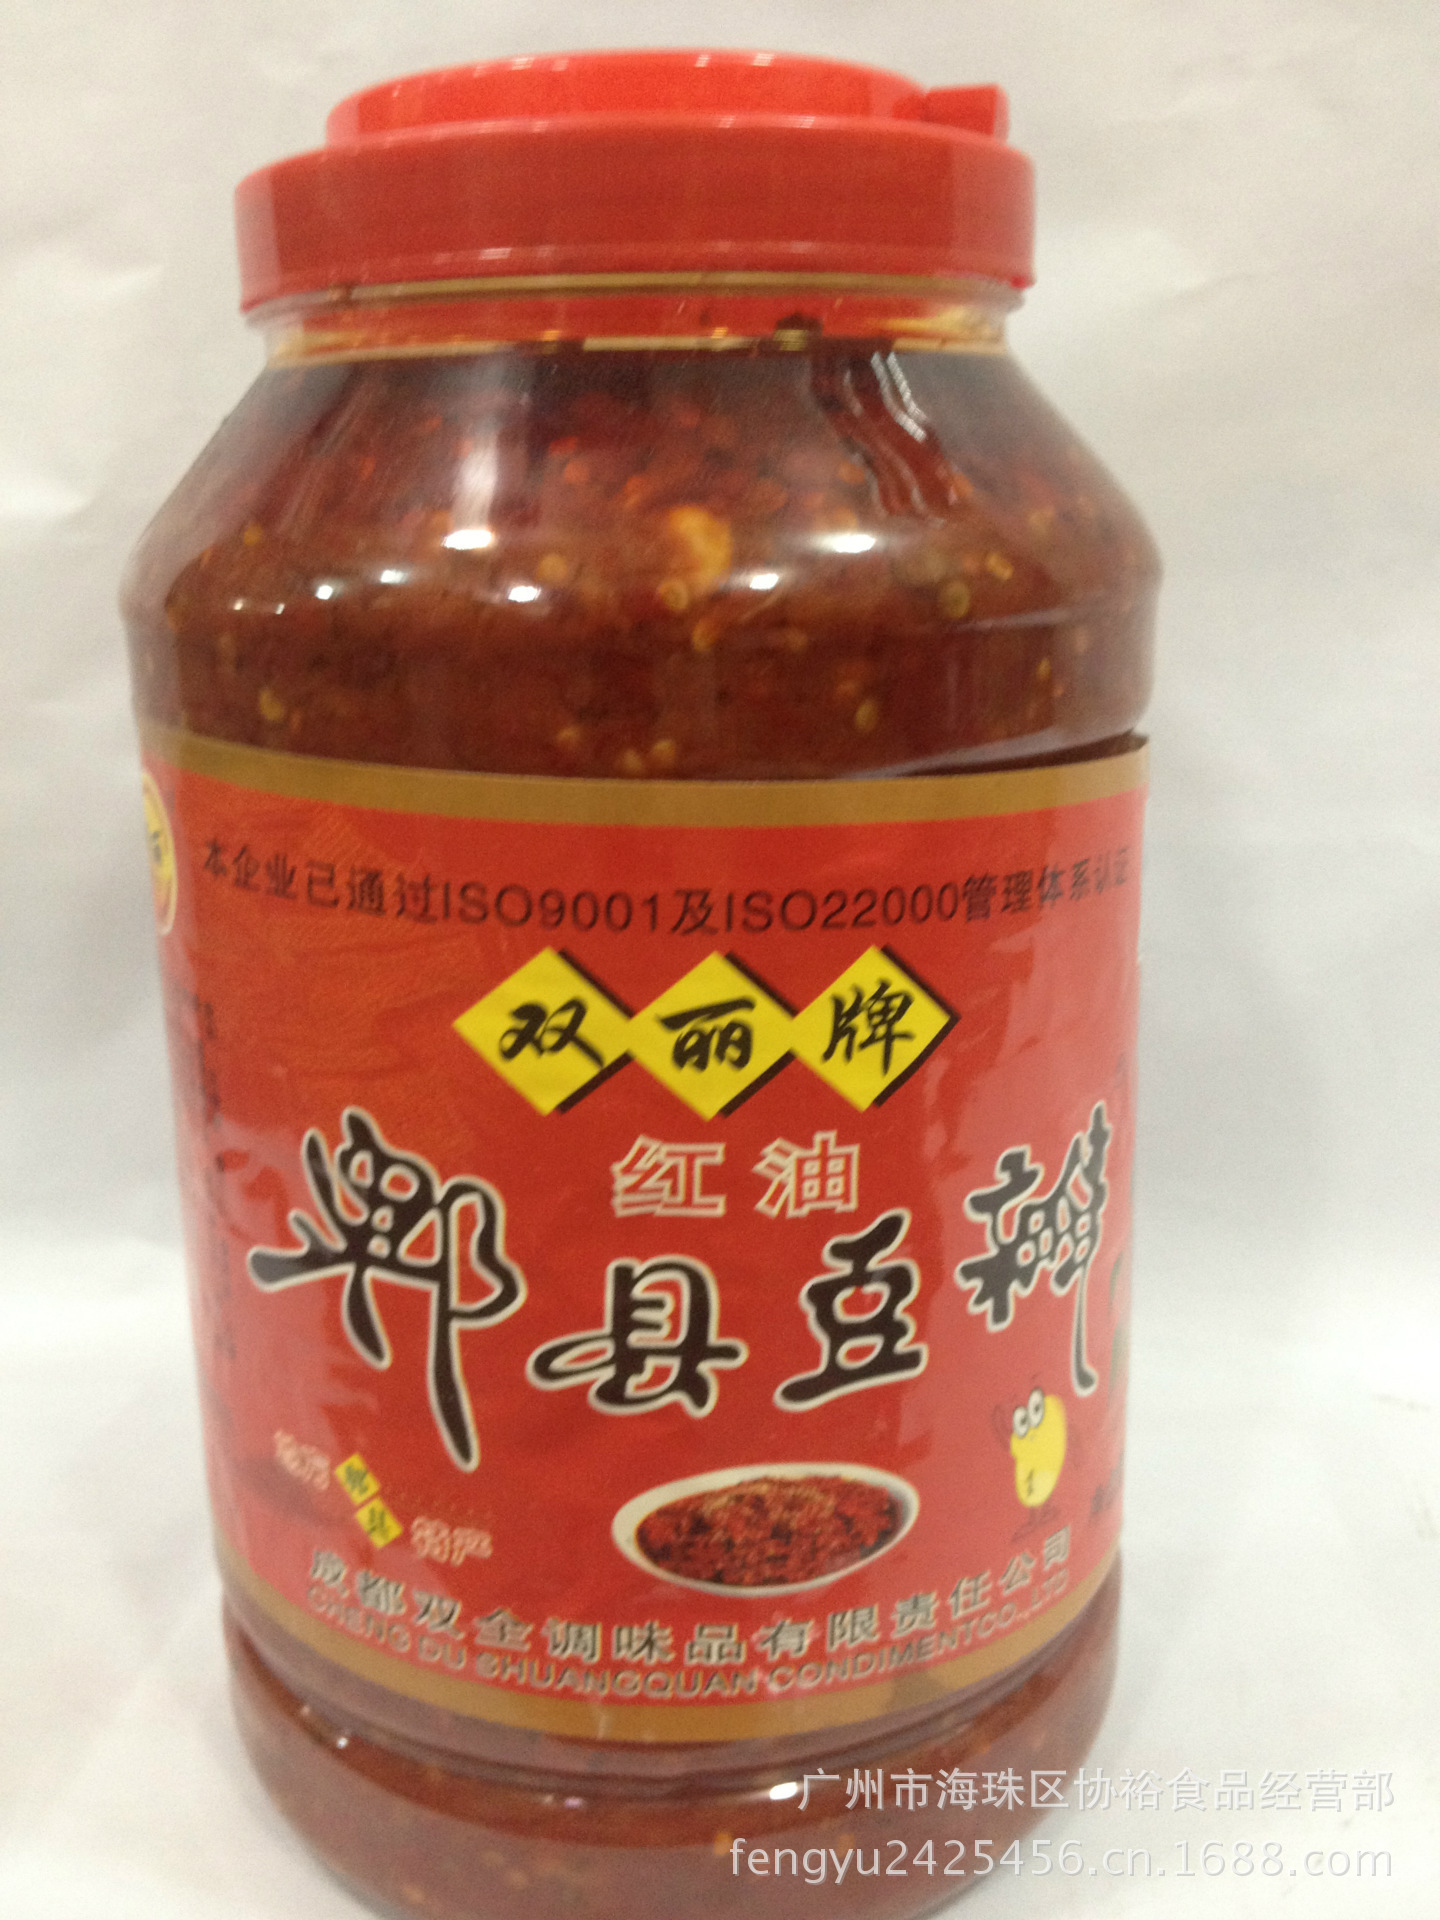 本企业已通过ISO9001及ISO22000管理体系认证
双丽牌
红油
郫县豆瓣
特产
成都双全调味品有限责任公司
CHENG DU SHUANGQUAN CONDIMENTCO.,LTD
广州市海珠区协裕食品经营部
fengyu2425456.cn.1688.com